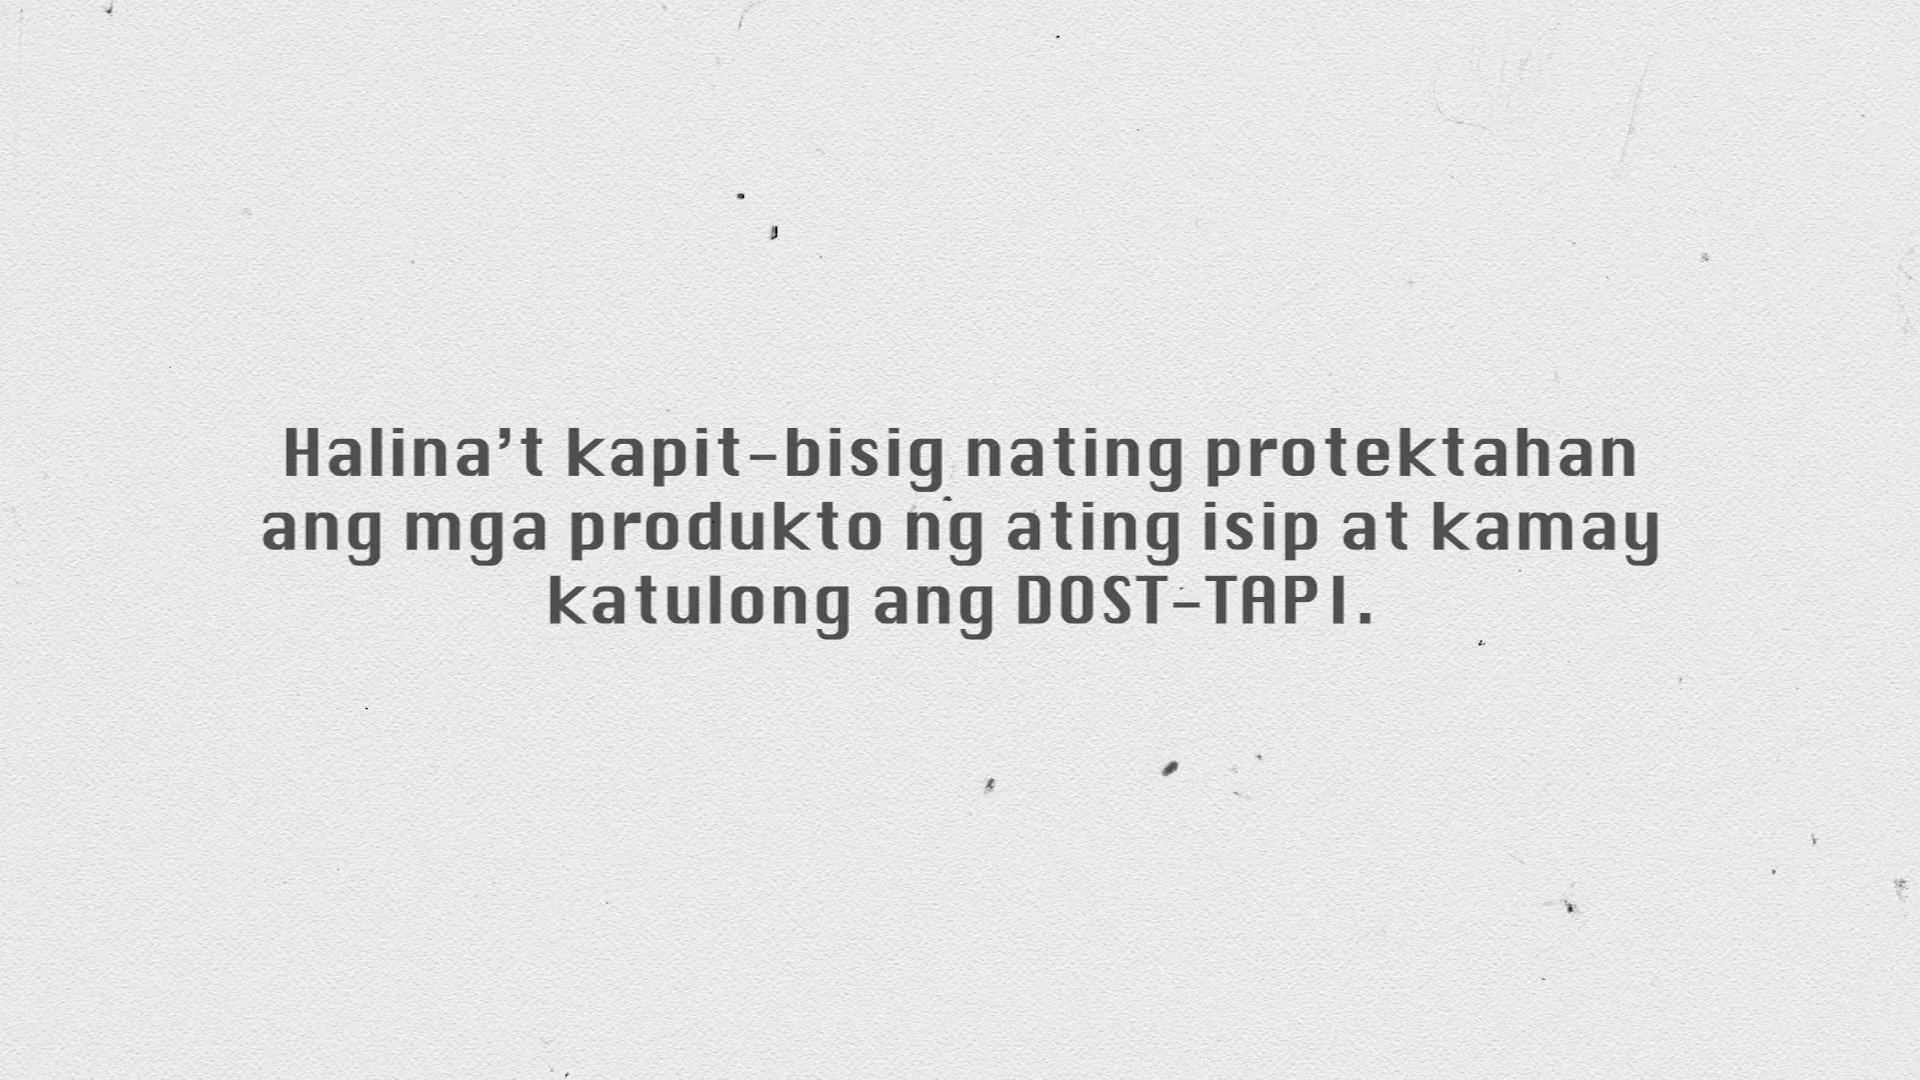 Halina’t kapit-bisig nating protektahan
ang mga produkto ng ating isip at kamay
katulong ang DOST-TAPI.